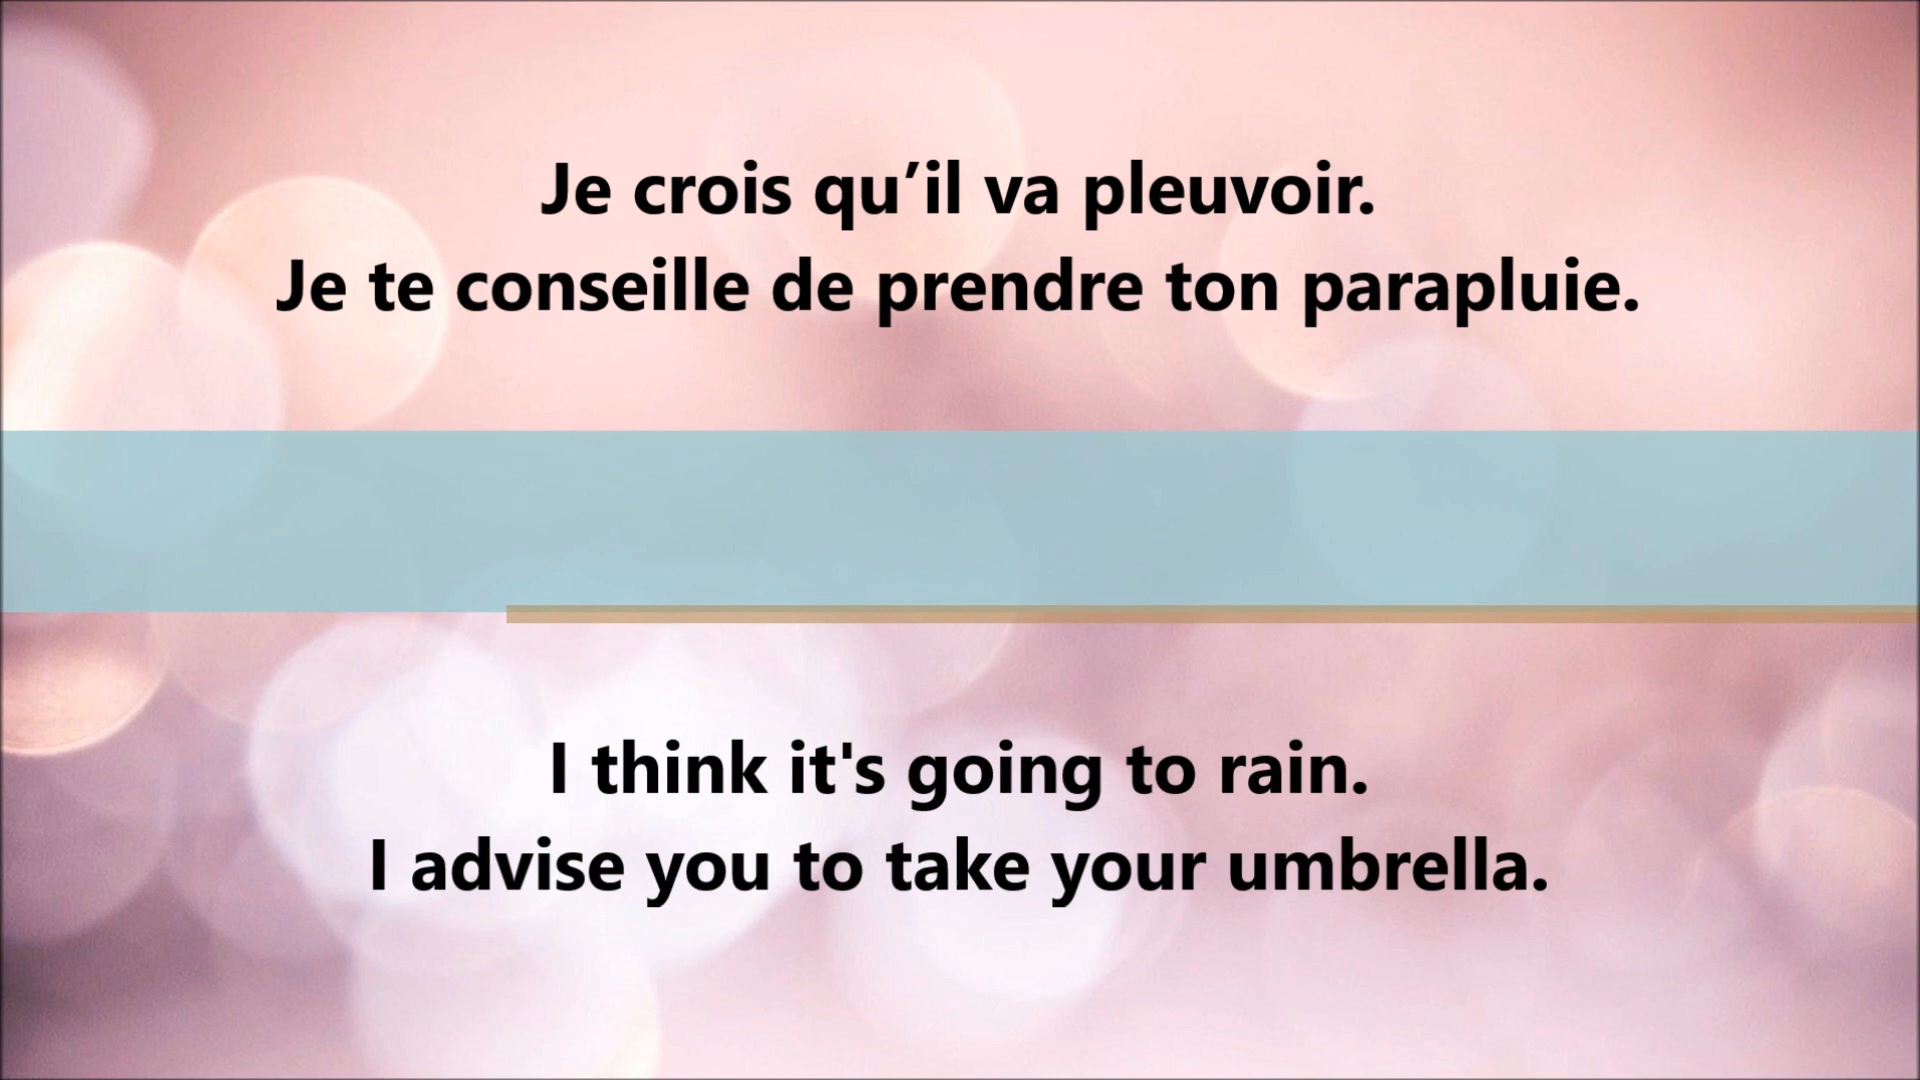 Je crois qu’il va pleuvoir.
Je te conseille de prendre ton parapluie.
I think it's going to rain.
I advise you to take your umbrella.